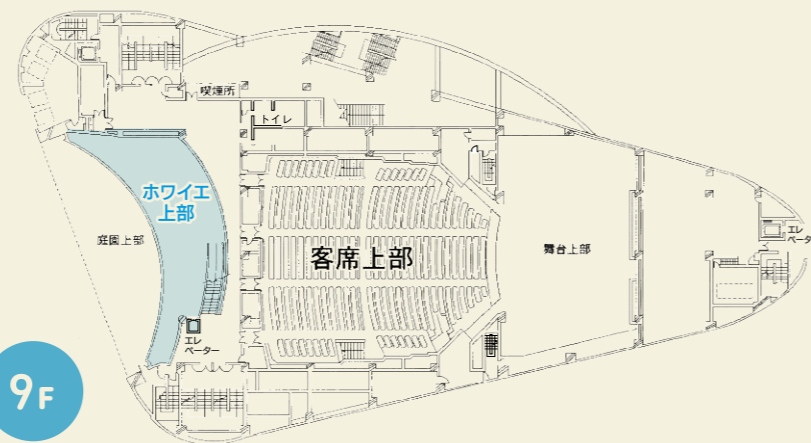 喫煙所
トイレ
ホワイエ
上部
庭園上部
客席上部
舞台上部
エレ
ベーター
エレ
ベーター
9F